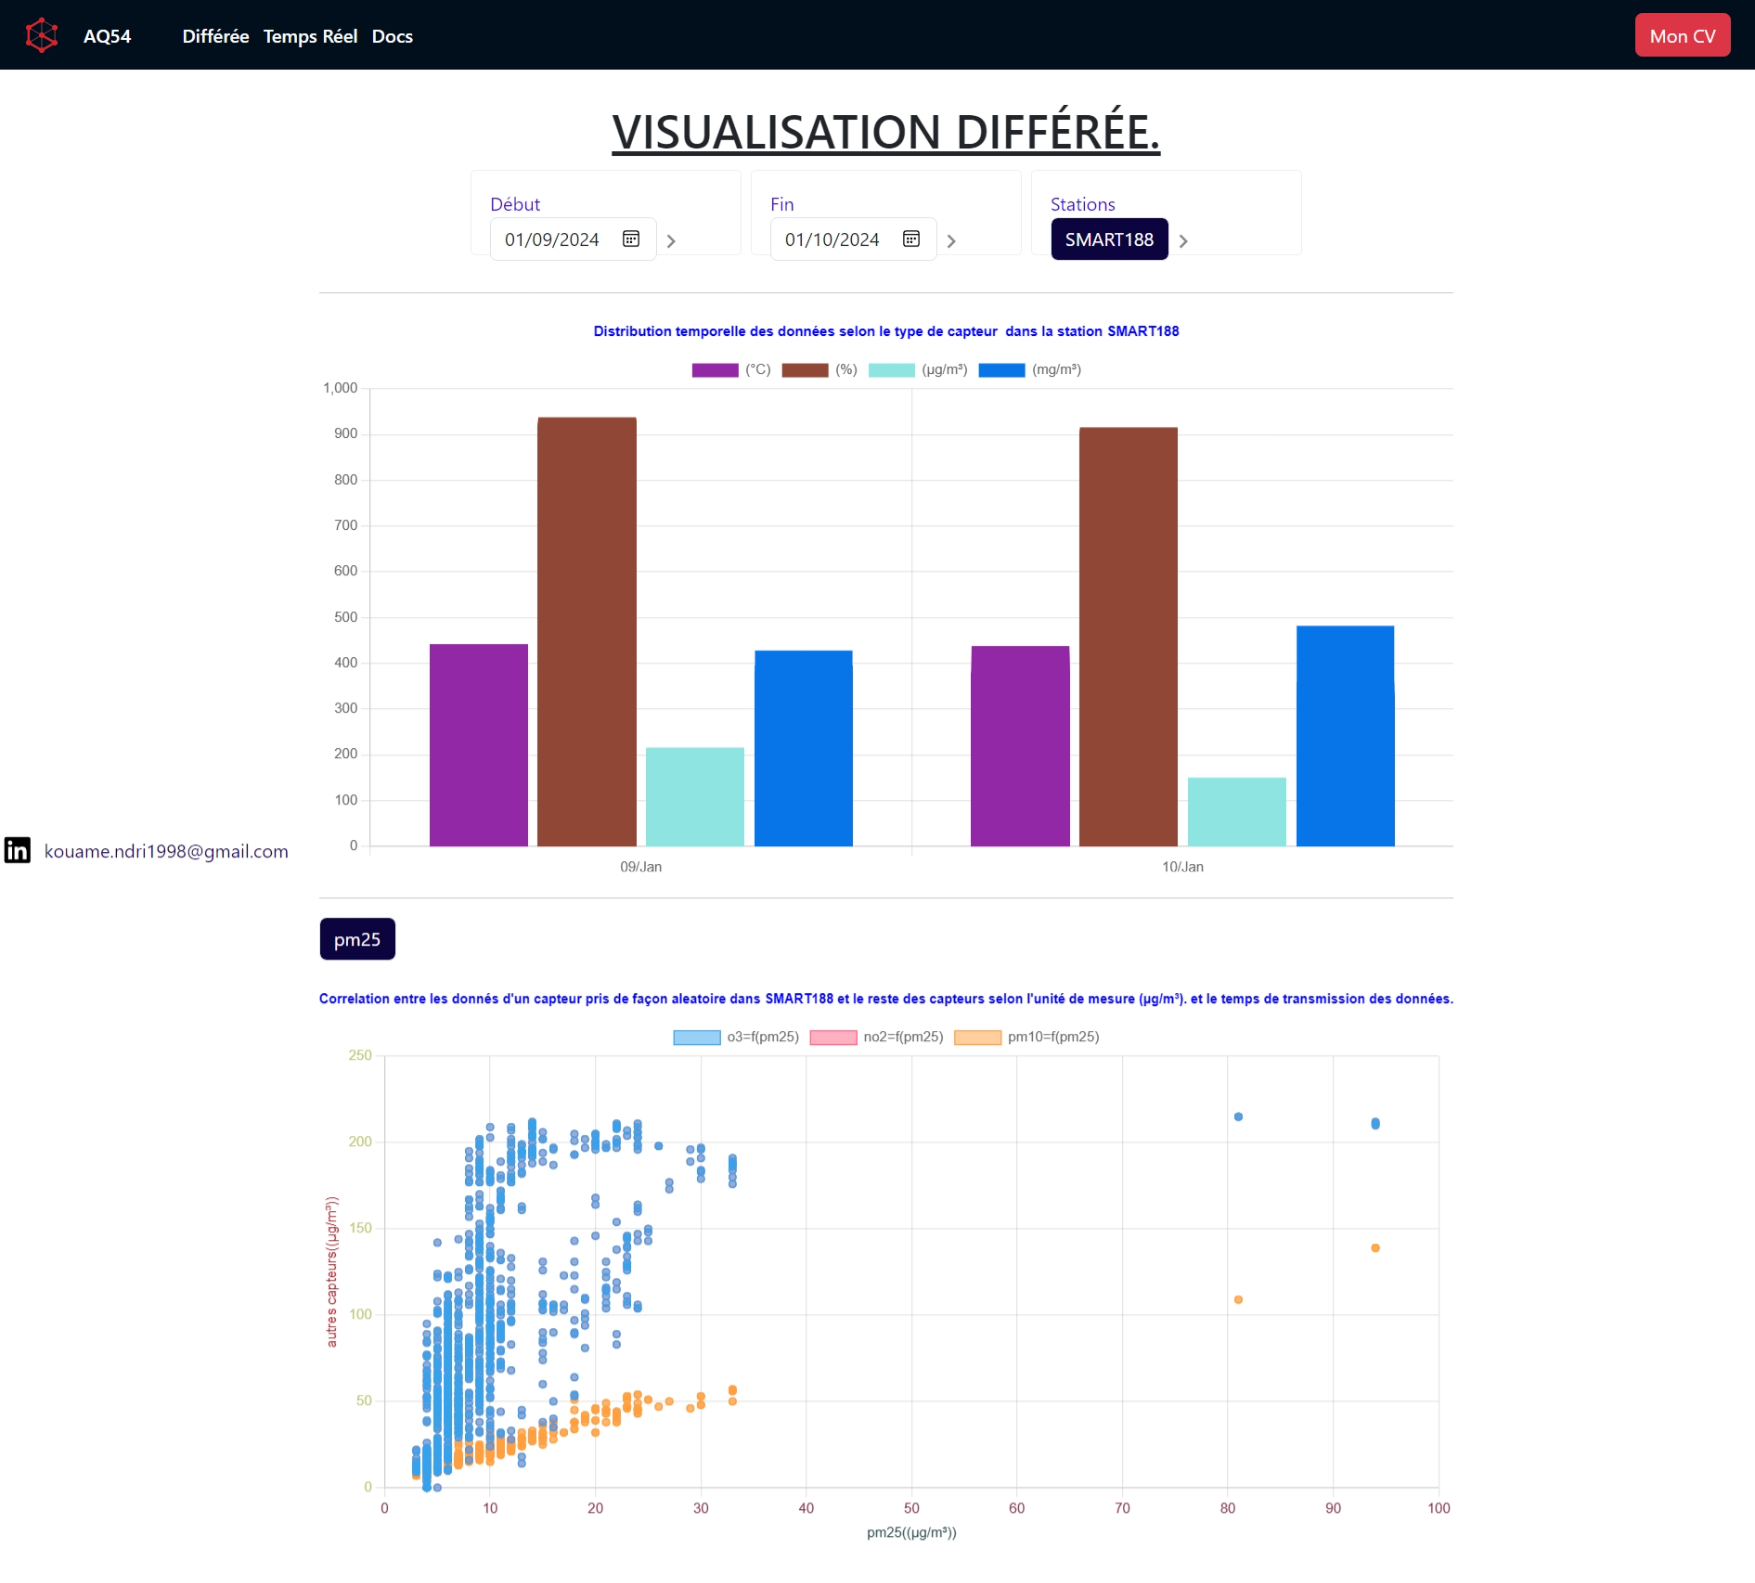 AQ54 Différée Temps Réel Docs Mon CV
VISUALISATION DIFFÉRÉE.
Début Fin Stations
01/09/2024 01/10/2024 SMART188
Distribution temporelle des données selon le type de capteur dans la station SMART188
(°C) (%) (µg/m³) (mg/m³)
1,000
900
800
700
600
500
400
300
200
100
0
09/Jan 10/Jan
in kouame.ndri1998@gmail.com
pm25
Correlation entre les donnés d'un capteur pris de façon aleatoire dans SMART188 et le reste des capteurs selon l'unité de mesure (µg/m³). et le temps de transmission des données.
o3=f(pm25) no2=f(pm25) pm10=f(pm25)
autres capteurs((µg/m³))
250
200
150
100
50
0
0 10 20 30 40 50 60 70 80 90 100
pm25((µg/m³))